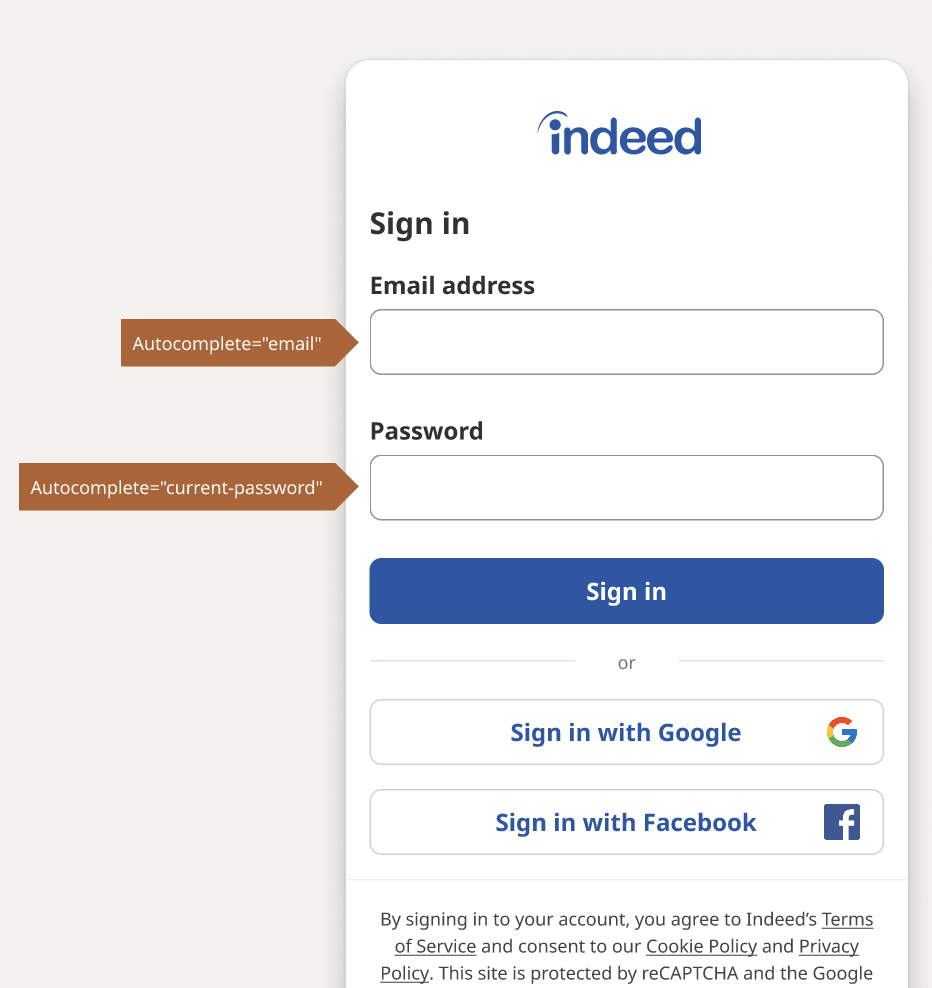 indeed
Sign in
Email address
Autocomplete="email"
Password
Autocomplete="current-password"
Sign in
or
Sign in with Google
Sign in with Facebook
By signing in to your account, you agree to Indeed’s Terms
of Service and consent to our Cookie Policy and Privacy
Policy. This site is protected by reCAPTCHA and the Google